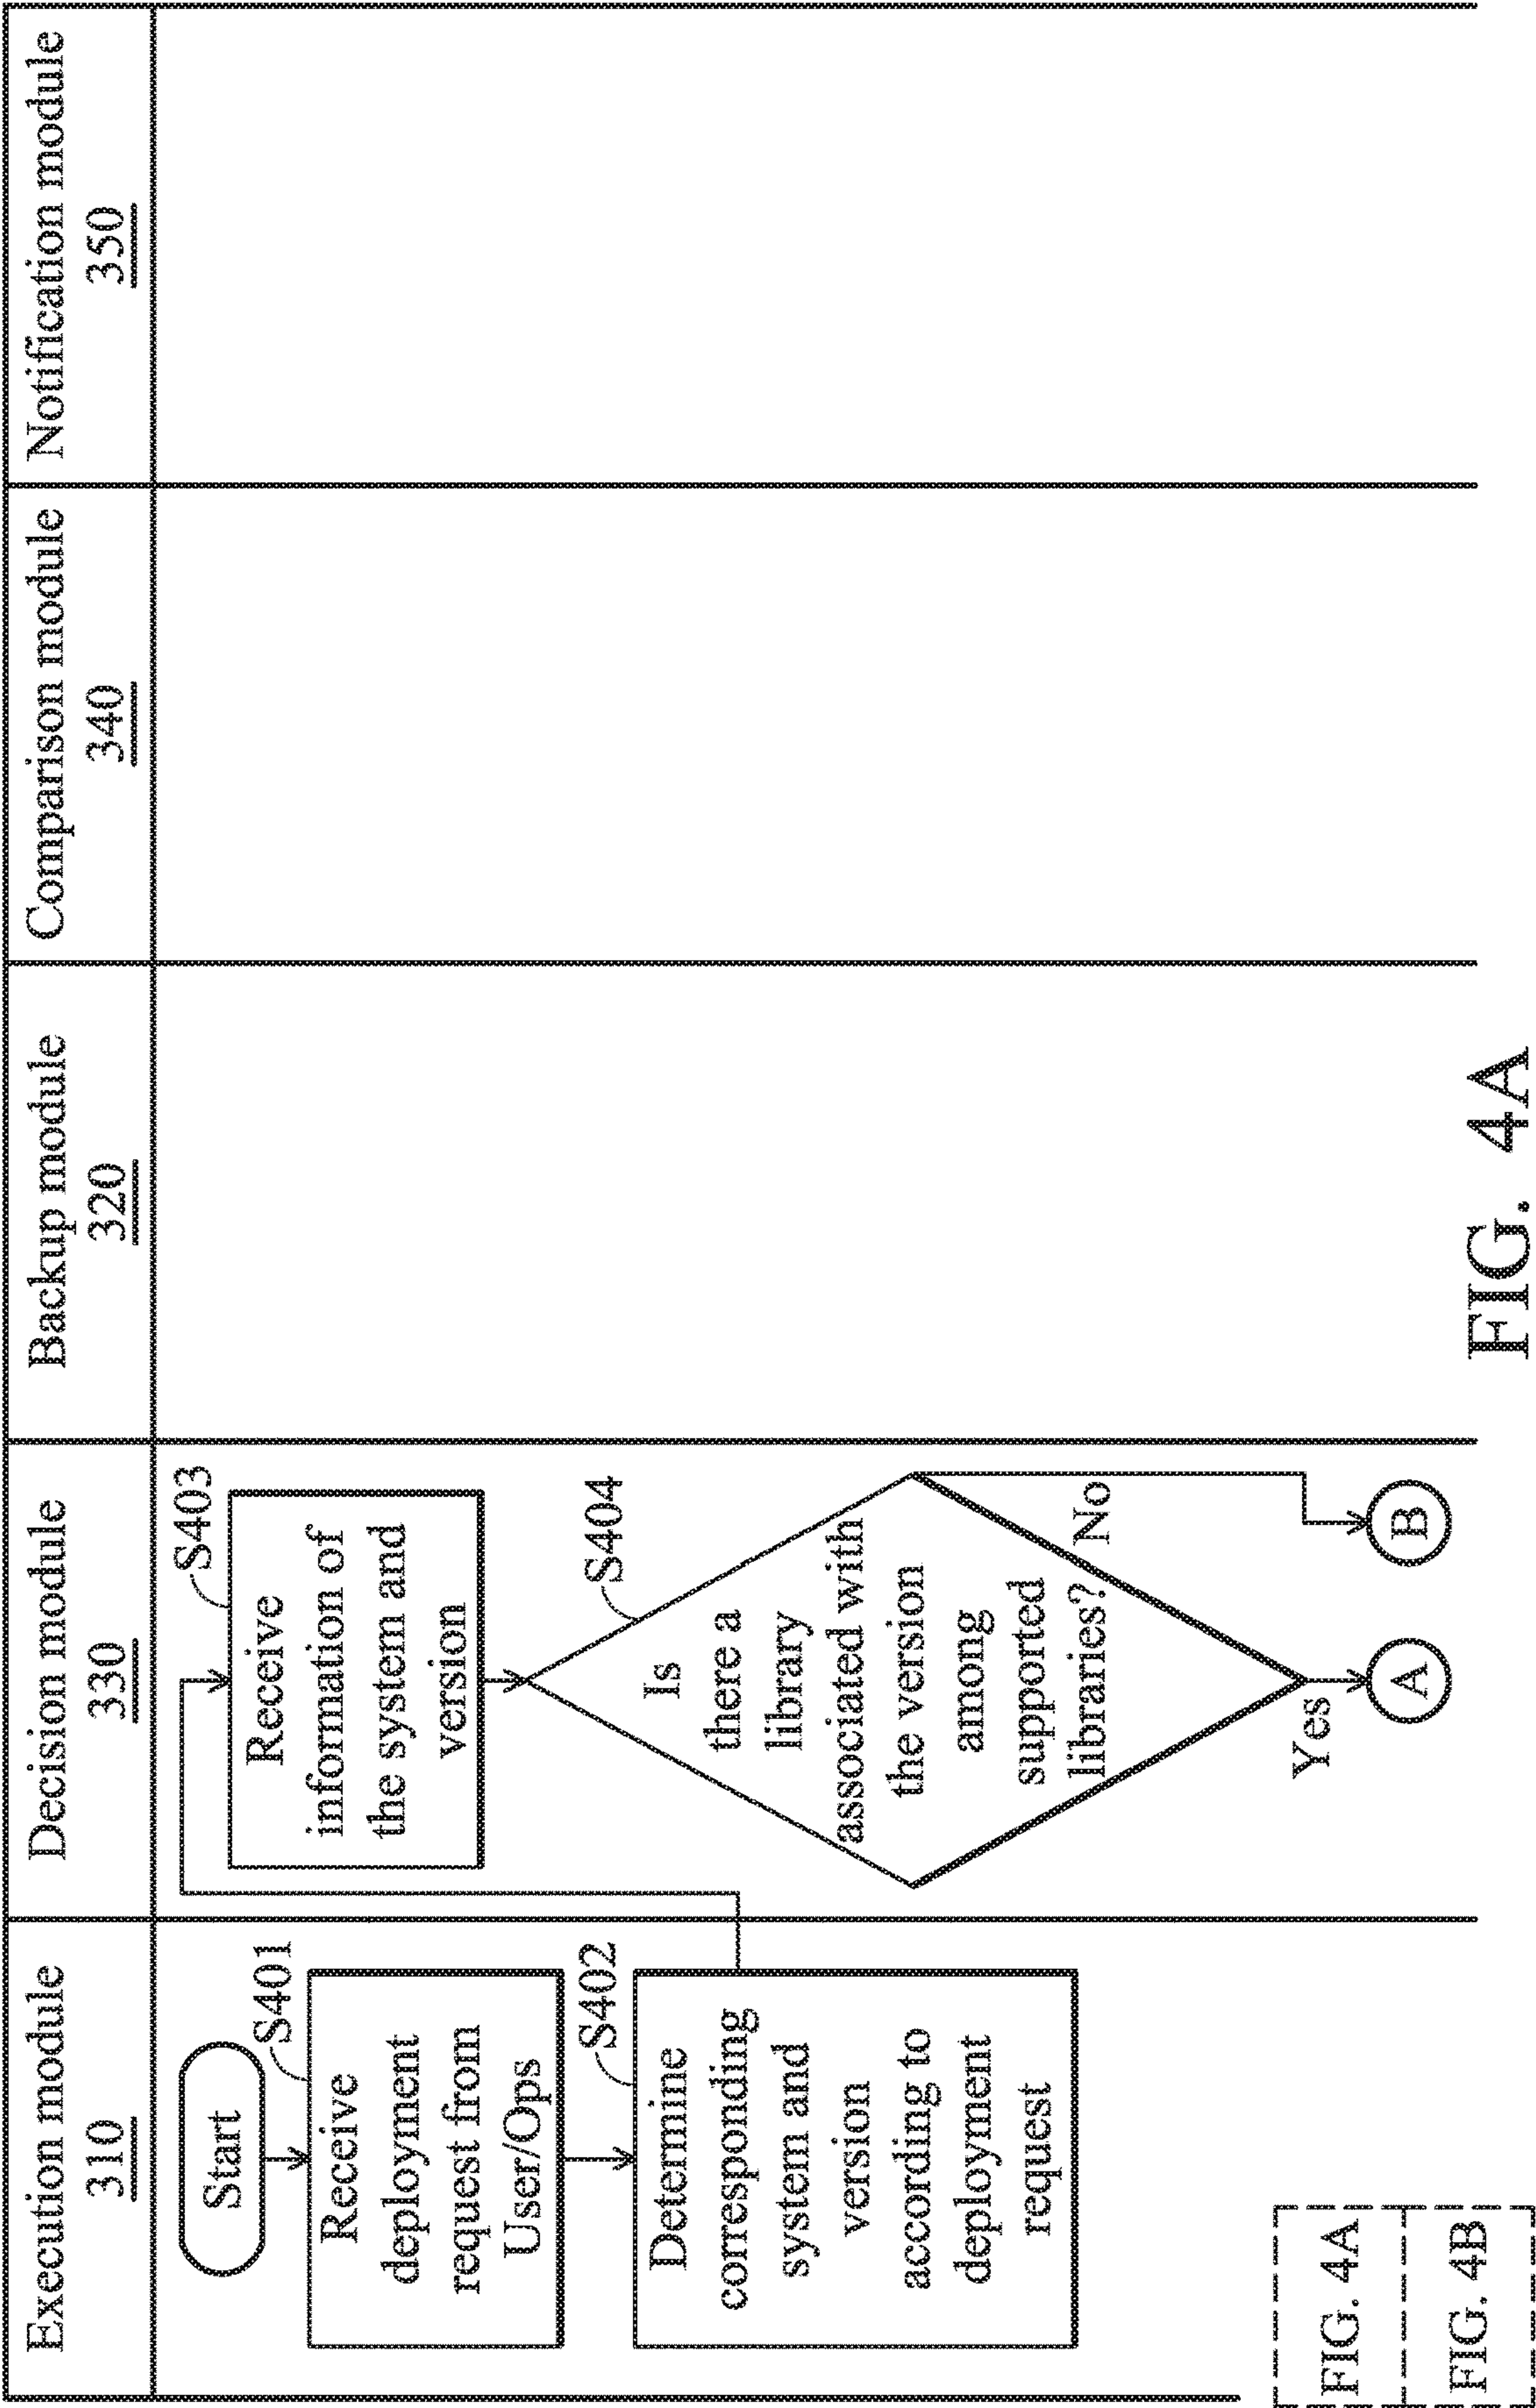 Execution module
310
Decision module
330
Backup module
320
Comparison module
340
Notification module
350
Start
S401
Receive
deployment
request from
User/Ops
S402
Determine
corresponding
system and
version
according to
deployment
request
S403
Receive
information of
the system and
version
S404
Is
there a
library
associated with
the version
among
supported
libraries?
No
Yes
A
B
FIG. 4A
FIG. 4B
FIG. 4A